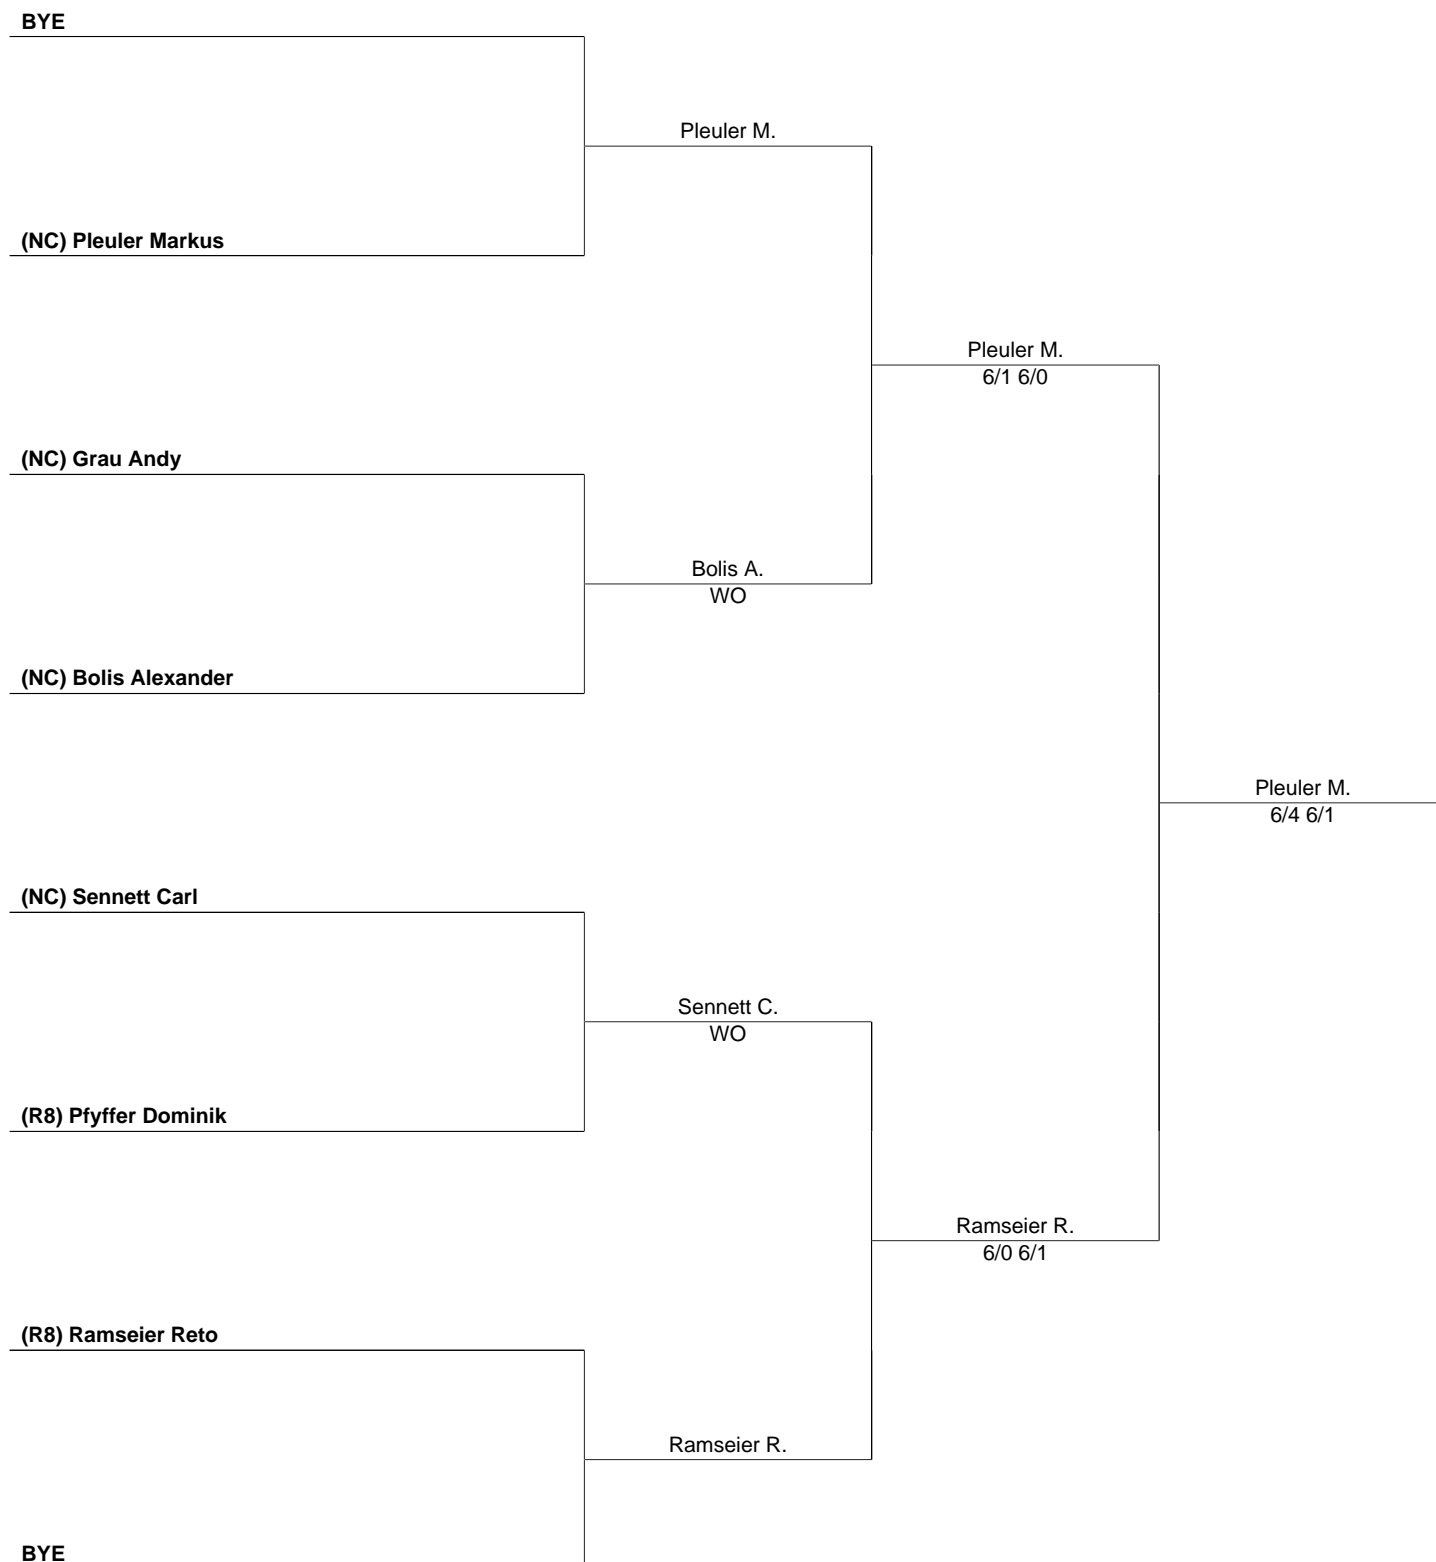 BYE
Pleuler M.
(NC) Pleuler Markus
Pleuler M.
6/1 6/0
(NC) Grau Andy
Bolis A.
WO
(NC) Bolis Alexander
Pleuler M.
6/4 6/1
(NC) Sennett Carl
Sennett C.
WO
(R8) Pfyffer Dominik
Ramseier R.
6/0 6/1
(R8) Ramseier Reto
Ramseier R.
BYE